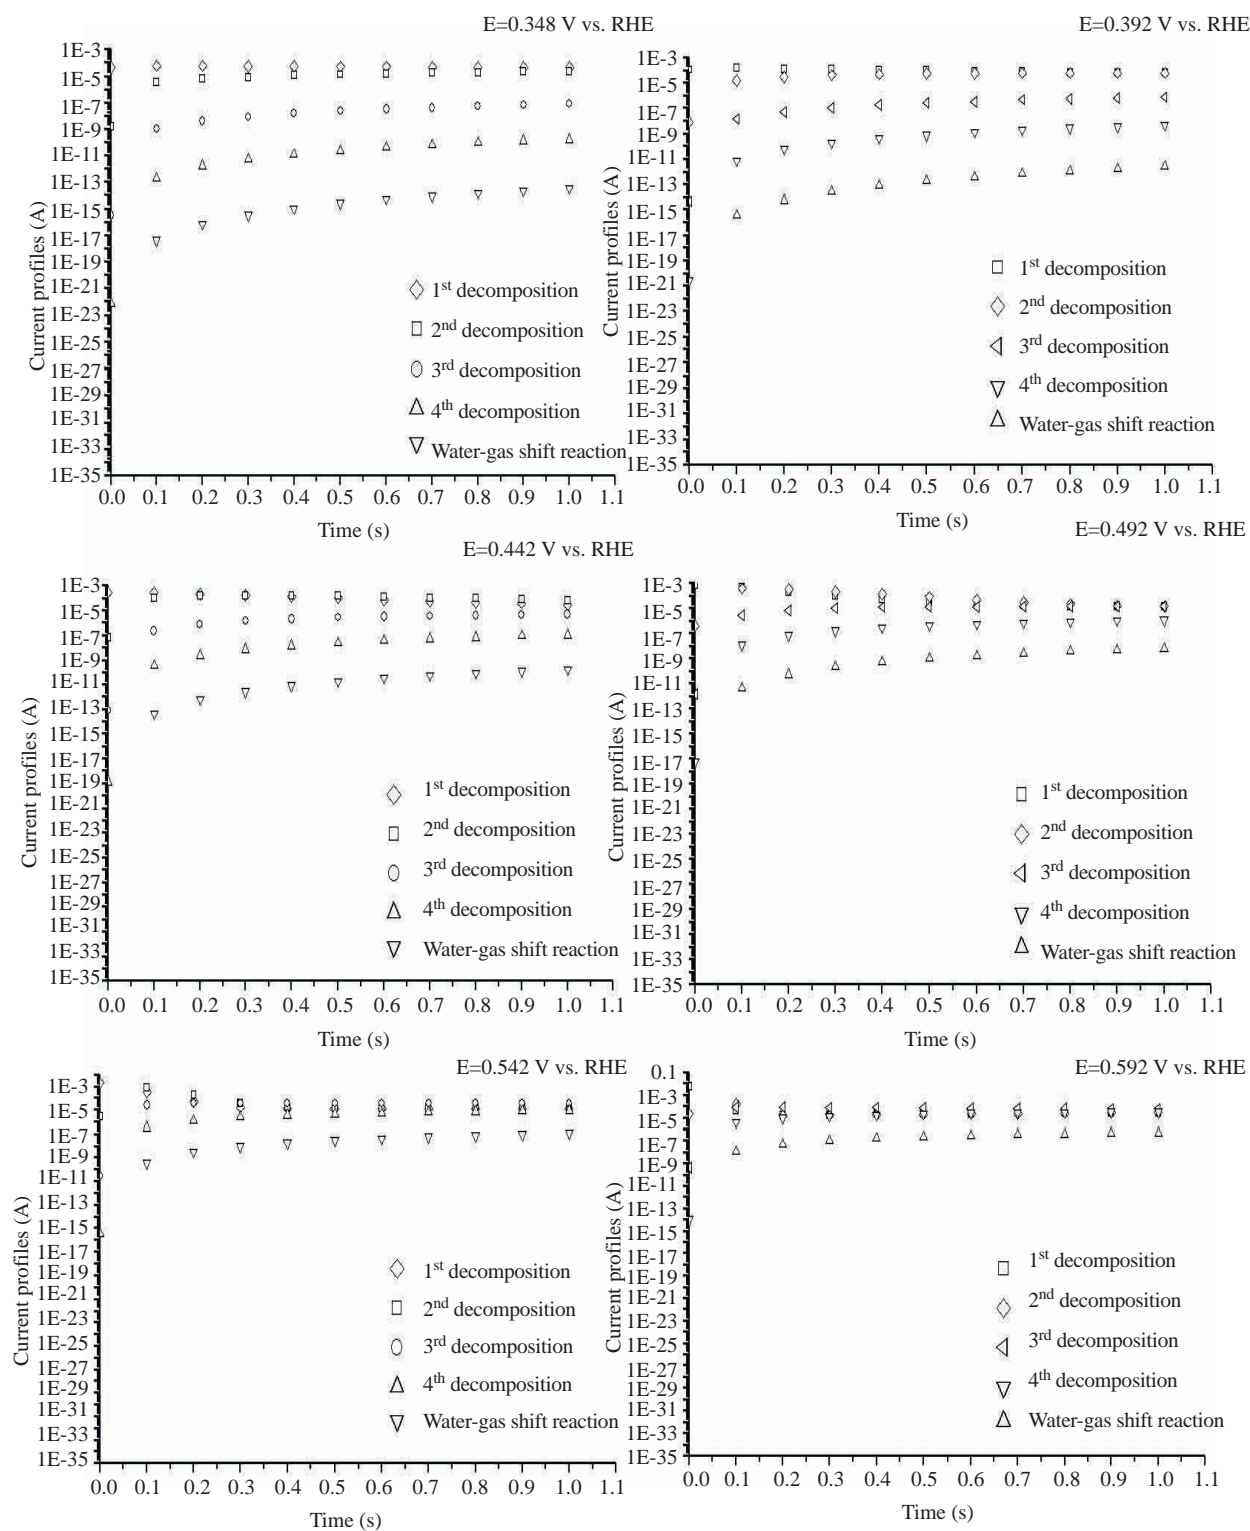 E=0.348 V vs. RHE
1E-3
1E-5
1E-7
1E-9
1E-11
1E-13
1E-15
1E-17
1E-19
1E-21
1E-23
1E-25
1E-27
1E-29
1E-31
1E-33
1E-35
Current profiles (A)
1st decomposition
2nd decomposition
3rd decomposition
4th decomposition
Water-gas shift reaction
0.0 0.1 0.2 0.3 0.4 0.5 0.6 0.7 0.8 0.9 1.0 1.1
Time (s)
E=0.392 V vs. RHE
1E-3
1E-5
1E-7
1E-9
1E-11
1E-13
1E-15
1E-17
1E-19
1E-21
1E-23
1E-25
1E-27
1E-29
1E-31
1E-33
1E-35
Current profiles (A)
1st decomposition
2nd decomposition
3rd decomposition
4th decomposition
Water-gas shift reaction
0.0 0.1 0.2 0.3 0.4 0.5 0.6 0.7 0.8 0.9 1.0 1.1
Time (s)
E=0.442 V vs. RHE
1E-3
1E-5
1E-7
1E-9
1E-11
1E-13
1E-15
1E-17
1E-19
1E-21
1E-23
1E-25
1E-27
1E-29
1E-31
1E-33
1E-35
Current profiles (A)
1st decomposition
2nd decomposition
3rd decomposition
4th decomposition
Water-gas shift reaction
0.0 0.1 0.2 0.3 0.4 0.5 0.6 0.7 0.8 0.9 1.0 1.1
Time (s)
E=0.492 V vs. RHE
1E-3
1E-5
1E-7
1E-9
1E-11
1E-13
1E-15
1E-17
1E-19
1E-21
1E-23
1E-25
1E-27
1E-29
1E-31
1E-33
1E-35
Current profiles (A)
1st decomposition
2nd decomposition
3rd decomposition
4th decomposition
Water-gas shift reaction
0.0 0.1 0.2 0.3 0.4 0.5 0.6 0.7 0.8 0.9 1.0 1.1
Time (s)
E=0.542 V vs. RHE
1E-3
1E-5
1E-7
1E-9
1E-11
1E-13
1E-15
1E-17
1E-19
1E-21
1E-23
1E-25
1E-27
1E-29
1E-31
1E-33
1E-35
Current profiles (A)
1st decomposition
2nd decomposition
3rd decomposition
4th decomposition
Water-gas shift reaction
0.0 0.1 0.2 0.3 0.4 0.5 0.6 0.7 0.8 0.9 1.0 1.1
Time (s)
E=0.592 V vs. RHE
0.1
1E-3
1E-5
1E-7
1E-9
1E-11
1E-13
1E-15
1E-17
1E-19
1E-21
1E-23
1E-25
1E-27
1E-29
1E-31
1E-33
1E-35
Current profiles (A)
1st decomposition
2nd decomposition
3rd decomposition
4th decomposition
Water-gas shift reaction
0.0 0.1 0.2 0.3 0.4 0.5 0.6 0.7 0.8 0.9 1.0 1.1
Time (s)